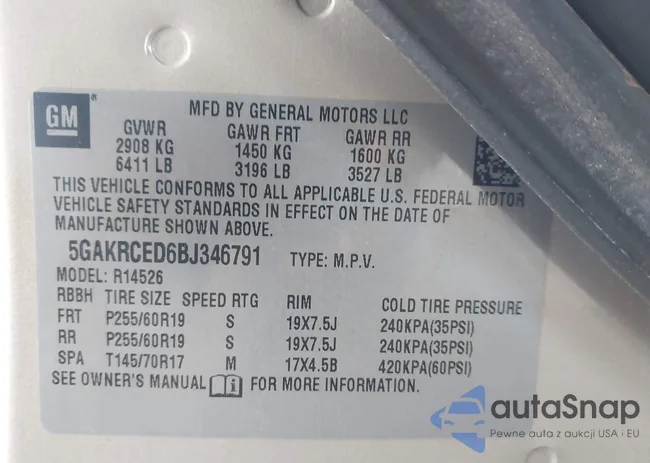 GM ®
MFD BY GENERAL MOTORS LLC
GVWR GAWR FRT GAWR RR
2908 KG 1450 KG 1600 KG
6411 LB 3196 LB 3527 LB
THIS VEHICLE CONFORMS TO ALL APPLICABLE U.S. FEDERAL MOTOR
VEHICLE SAFETY STANDARDS IN EFFECT ON THE DATE OF
MANUFACTURE SHOWN ABOVE.
5GAKRCED6BJ346791 TYPE: M.P.V.
MODEL: R14526
RBBH TIRE SIZE SPEED RTG RIM COLD TIRE PRESSURE
FRT P255/60R19 S 19X7.5J 240KPA(35PSI)
RR P255/60R19 S 19X7.5J 240KPA(35PSI)
SPA T145/70R17 M 17X4.5B 420KPA(60PSI)
SEE OWNER'S MANUAL FOR MORE INFORMATION.
autaSnap
Pewne auta z aukcji USA i EU